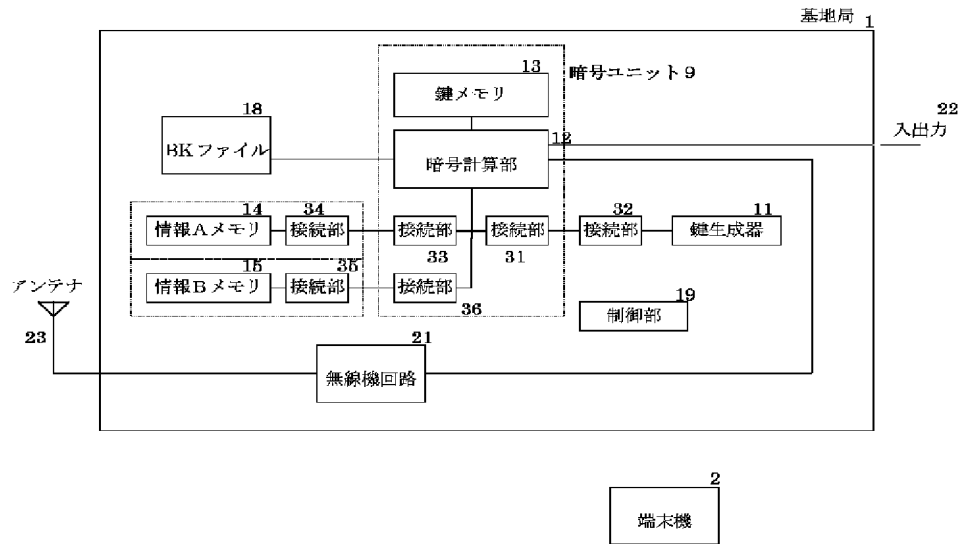 基地局 1
暗号ユニット9
13
鍵メモリ
22
入出力
18
BKファイル
12
暗号計算部
14
34
32
11
情報Aメモリ
接続部
接続部
接続部
接続部
鍵生成器
33
31
15
35
情報Bメモリ
接続部
接続部
36
19
制御部
アンテナ
23
21
無線機回路
2
端末機